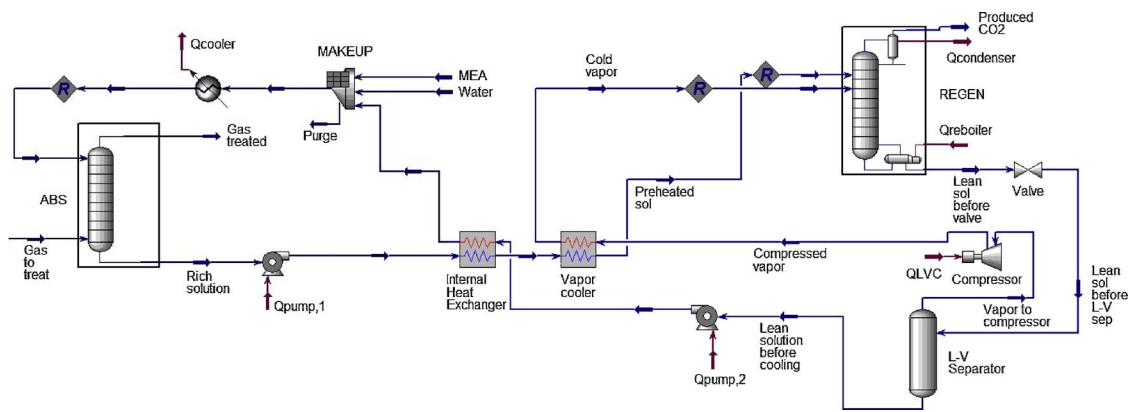 Qcooler
MAKEUP
MEA
Water
Purge
R
Gas
treated
ABS
Gas
to
treat
Rich
solution
Qpump,1
Internal
Heat
Exchanger
Vapor
cooler
Cold
vapor
R
R
Preheated
sol
Produced
CO2
Qcondenser
REGEN
Qreboiler
Lean
sol
before
valve
Valve
Compressed
vapor
QLVC
Compressor
Vapor to
compressor
Lean
sol before
L-V
sep
Lean
solution
before
cooling
Qpump,2
L-V
Separator